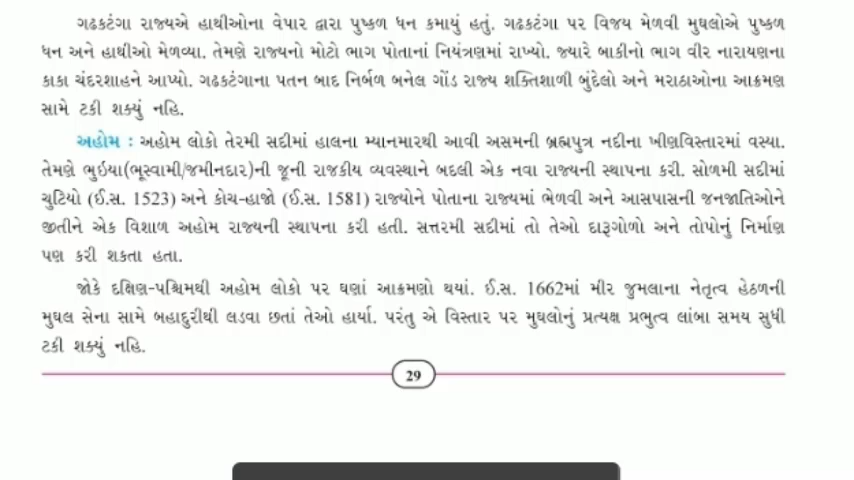 ગઢકટંગા રાજ્યએ હાથીઓના વેપાર દ્વારા પુષ્કળ ધન કમાયું હતું. ગઢકટંગા પર વિજય મેળવી મુઘલોએ પુષ્કળ
ધન અને હાથીઓ મેળવ્યા. તેમણે રાજ્યનો મોટો ભાગ પોતાનાં નિયંત્રણમાં રાખ્યો. જ્યારે બાકીનો ભાગ વીર નારાયણના
કાકા ચંદરશાહને આપ્યો. ગઢકટંગાના પતન બાદ નિર્બળ બનેલ ગોંડ રાજ્ય શક્તિશાળી બુંદેલો અને મરાઠાઓના આક્રમણ
સામે ટકી શક્યું નહિ.
અહોમ : અહોમ લોકો તેરમી સદીમાં હાલના મ્યાનમારથી આવી અસમની બ્રહ્મપુત્ર નદીના ખીણવિસ્તારમાં વસ્યા.
તેમણે ભુઇયા(ભૂસ્વામી/જમીનદાર)ની જૂની રાજકીય વ્યવસ્થાને બદલી એક નવા રાજ્યની સ્થાપના કરી. સોળમી સદીમાં
ચુટિયો (ઈ.સ. 1523) અને કોચ-હાજો (ઈ.સ. 1581) રાજ્યોને પોતાના રાજ્યમાં ભેળવી અને આસપાસની જનજાતિઓને
જીતીને એક વિશાળ અહોમ રાજ્યની સ્થાપના કરી હતી. સત્તરમી સદીમાં તો તેઓ દારૂગોળો અને તોપોનું નિર્માણ
પણ કરી શકતા હતા.
જોકે દક્ષિણ-પશ્ચિમથી અહોમ લોકો પર ઘણાં આક્રમણો થયાં. ઈ.સ. 1662માં મીર જુમલાના નેતૃત્વ હેઠળની
મુઘલ સેના સામે બહાદુરીથી લડવા છતાં તેઓ હાર્યા. પરંતુ એ વિસ્તાર પર મુઘલોનું પ્રત્યક્ષ પ્રભુત્વ લાંબા સમય સુધી
ટકી શક્યું નહિ.
29